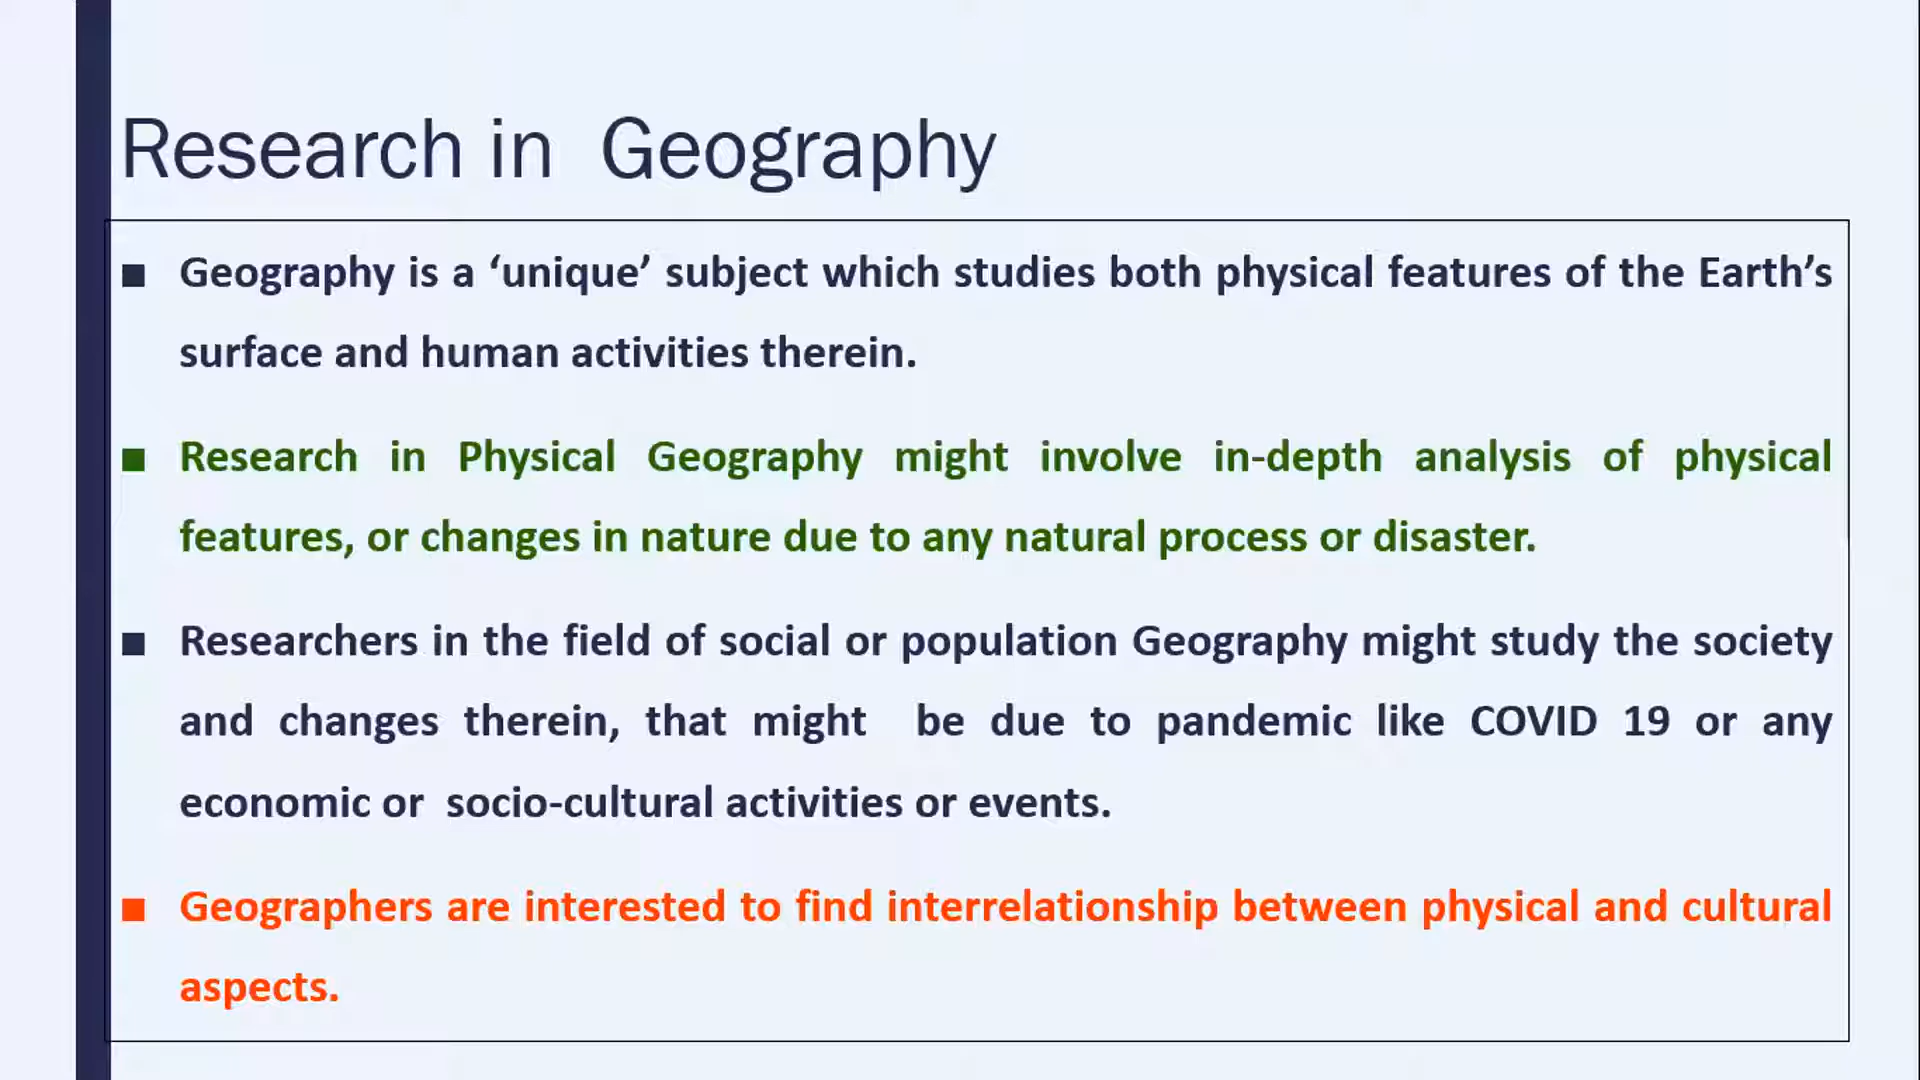 Research in Geography
■ Geography is a ‘unique’ subject which studies both physical features of the Earth’s
surface and human activities therein.
■ Research in Physical Geography might involve in-depth analysis of physical
features, or changes in nature due to any natural process or disaster.
■ Researchers in the field of social or population Geography might study the society
and changes therein, that might be due to pandemic like COVID 19 or any
economic or socio-cultural activities or events.
■ Geographers are interested to find interrelationship between physical and cultural
aspects.